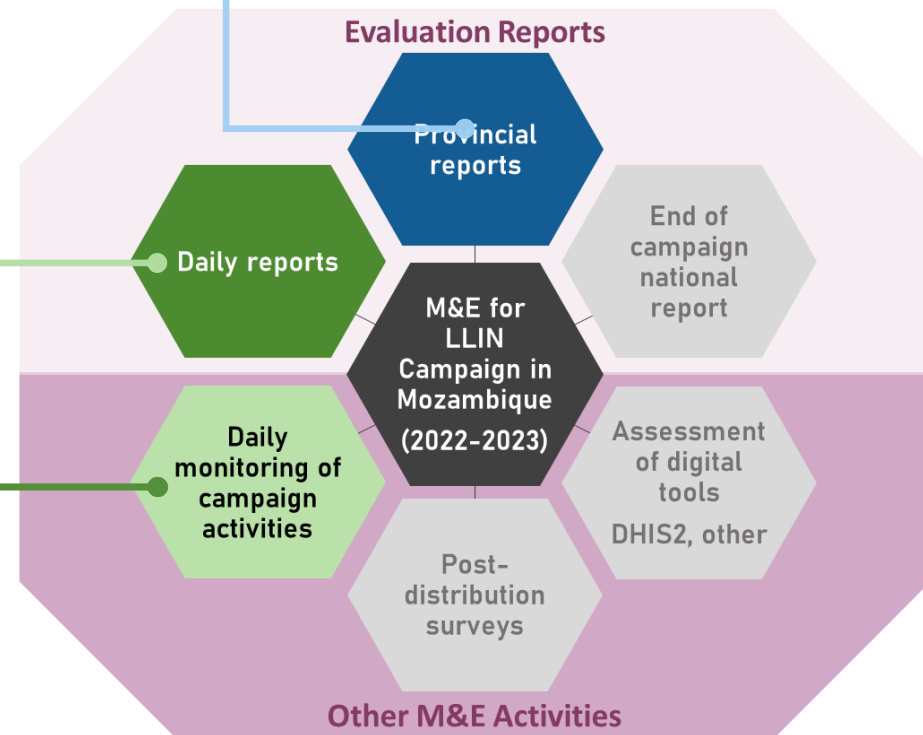 Evaluation Reports
Provincial
reports
Daily reports
End of
campaign
national
report
M&E for
LLIN
Campaign in
Mozambique
(2022-2023)
Daily
monitoring of
campaign
activities
Assessment
of digital
tools
DHIS2, other
Post-
distribution
surveys
Other M&E Activities